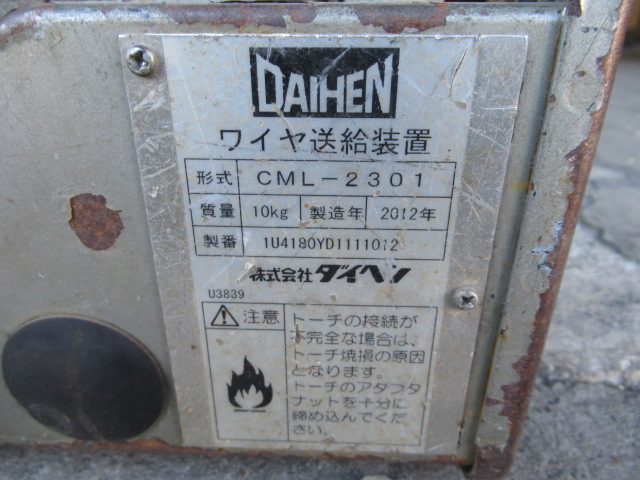 DAIHEN
ワイヤ送給装置
形式 CML-2301
質量 10kg 製造年 2012年
製番 1U4180YD1111012
株式会社ダイヘン
U3839
注意
トーチの接続が
不完全な場合は、
トーチ焼損の原因
となります。
トーチのアダプタ
ナットを十分に
締め込んでくだ
さい。